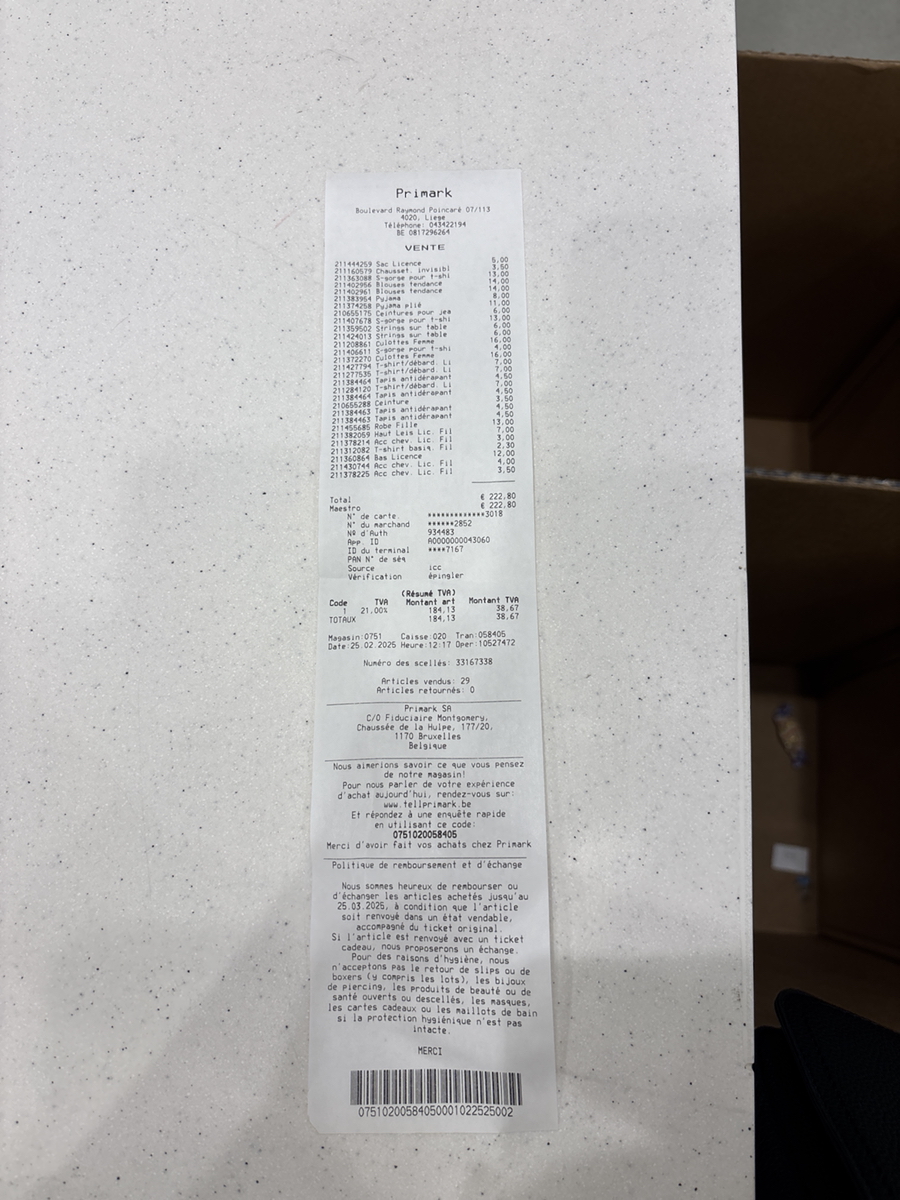 Primark
Boulevard Raymond Poincaré 07/113
4020, Liege
Téléphone: 043422194
BE 0817296264
VENTE
211444259 Sac Licence 5,00
211160579 Chausset. invisibl 3,50
211363088 S-gorge pour t-shi 13,00
211402956 Blouses tendance 14,00
211402961 Blouses tendance 14,00
211383954 Pyjama 8,00
211374258 Pyjama plié 11,00
210655175 Ceintures pour jea 6,00
211407678 S-gorge pour t-shi 13,00
211359502 Strings sur table 6,00
211424013 Strings sur table 6,00
211208861 Culottes Femme 16,00
211406611 S-gorge pour t-shi 4,00
211372270 Culottes Femme 16,00
211427794 T-shirt/débard. Li 7,00
211277535 T-shirt/débard. Li 7,00
211384464 Tapis antidérapant 4,50
211284120 T-shirt/débard. Li 7,00
211384464 Tapis antidérapant 4,50
210655288 Ceinture 3,50
211384463 Tapis antidérapant 4,50
211384463 Tapis antidérapant 4,50
211455685 Robe Fille 13,00
211382059 Haut Leis Lic. Fil 7,00
211378214 Acc chev. Lic. Fil 3,00
211312082 T-shirt basiq. Fil 2,30
211360864 Bas Licence 12,00
211430744 Acc chev. Lic. Fil 4,00
211378225 Acc chev. Lic. Fil 3,50
Total € 222,80
Maestro € 222,80
N° de carte ************3018
N° du marchand ******2852
Nº d'Auth 934483
App. ID A0000000043060
ID du terminal ****7167
PAN N° de séq
Source icc
Vérification épingler
(Résumé TVA)
Code TVA Montant art Montant TVA
1 21,00% 184,13 38,67
TOTAUX 184,13 38,67
Magasin:0751 Caisse:020 Tran:058405
Date:25.02.2025 Heure:12:17 Oper:10527472
Numéro des scellés: 33167338
Articles vendus: 29
Articles retournés: 0
Primark SA
C/O Fiduciaire Montgomery,
Chaussée de la Hulpe, 177/20,
1170 Bruxelles
Belgique
Nous aimerions savoir ce que vous pensez
de notre magasin!
Pour nous parler de votre expérience
d'achat aujourd'hui, rendez-vous sur:
www.tellprimark.be
Et répondez à une enquête rapide
en utilisant ce code:
0751020058405
Merci d'avoir fait vos achats chez Primark
Politique de remboursement et d'échange
Nous sommes heureux de rembourser ou
d'échanger les articles achetés jusqu'au
25.03.2025, à condition que l'article
soit renvoyé dans un état vendable,
accompagné du ticket original.
Si l'article est renvoyé avec un ticket
cadeau, nous proposerons un échange.
Pour des raisons d'hygiène, nous
n'acceptons pas le retour de slips ou de
boxers (y compris les lots), les bijoux
de piercing, les produits de beauté ou de
santé ouverts ou descellés, les masques,
les cartes cadeaux ou les maillots de bain
si la protection hygiénique n'est pas
intacte.
MERCI
07510200584050001022525002